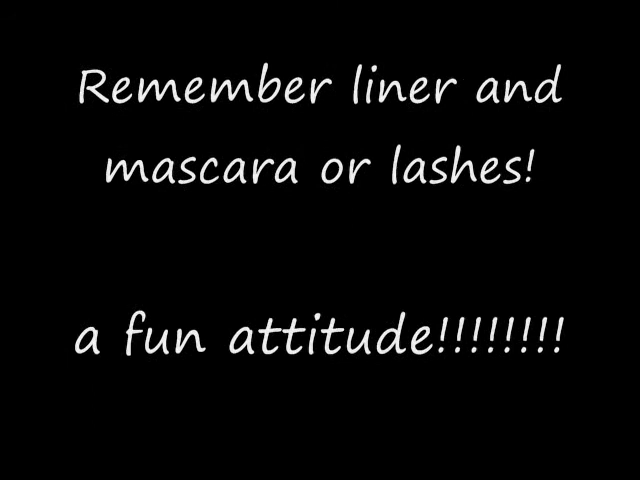 Remember liner and
mascara or lashes!
a fun attitude!!!!!!!!